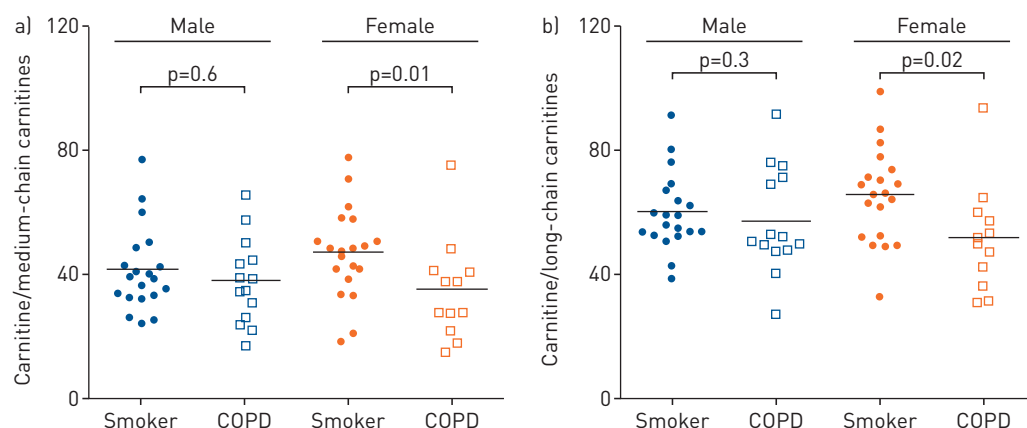 a)
Male
Female
p=0.6
p=0.01
Carnitine/medium-chain carnitines
120
80
40
0
Smoker
COPD
Smoker
COPD
b)
Male
Female
p=0.3
p=0.02
Carnitine/long-chain carnitines
120
80
40
0
Smoker
COPD
Smoker
COPD